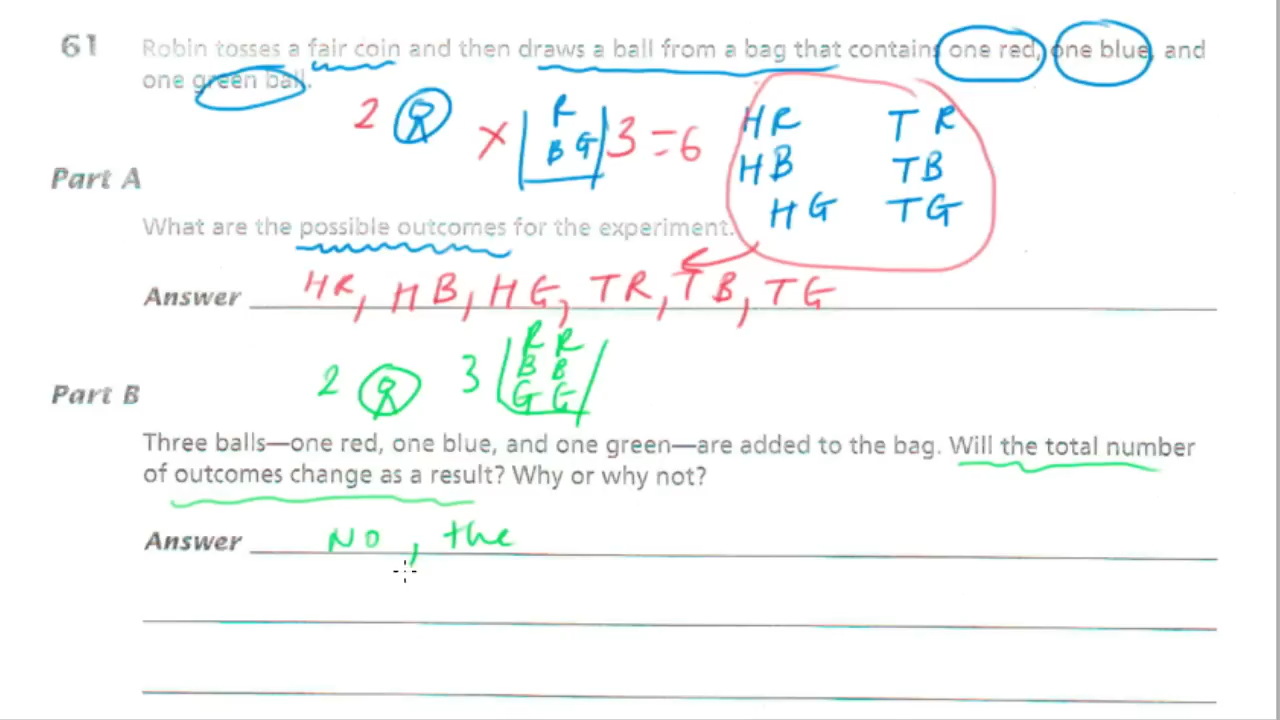 61 Robin tosses a fair coin and then draws a ball from a bag that contains one red, one blue, and
one green ball.
2 R × R 3 = 6 HR TR
B G
HB TB
Part A
HG TG
What are the possible outcomes for the experiment.
Answer HR, HB, HG, TR, TB, TG
R R
2 R 3 B B
G G
Part B
Three balls—one red, one blue, and one green—are added to the bag. Will the total number
of outcomes change as a result? Why or why not?
Answer NO, the